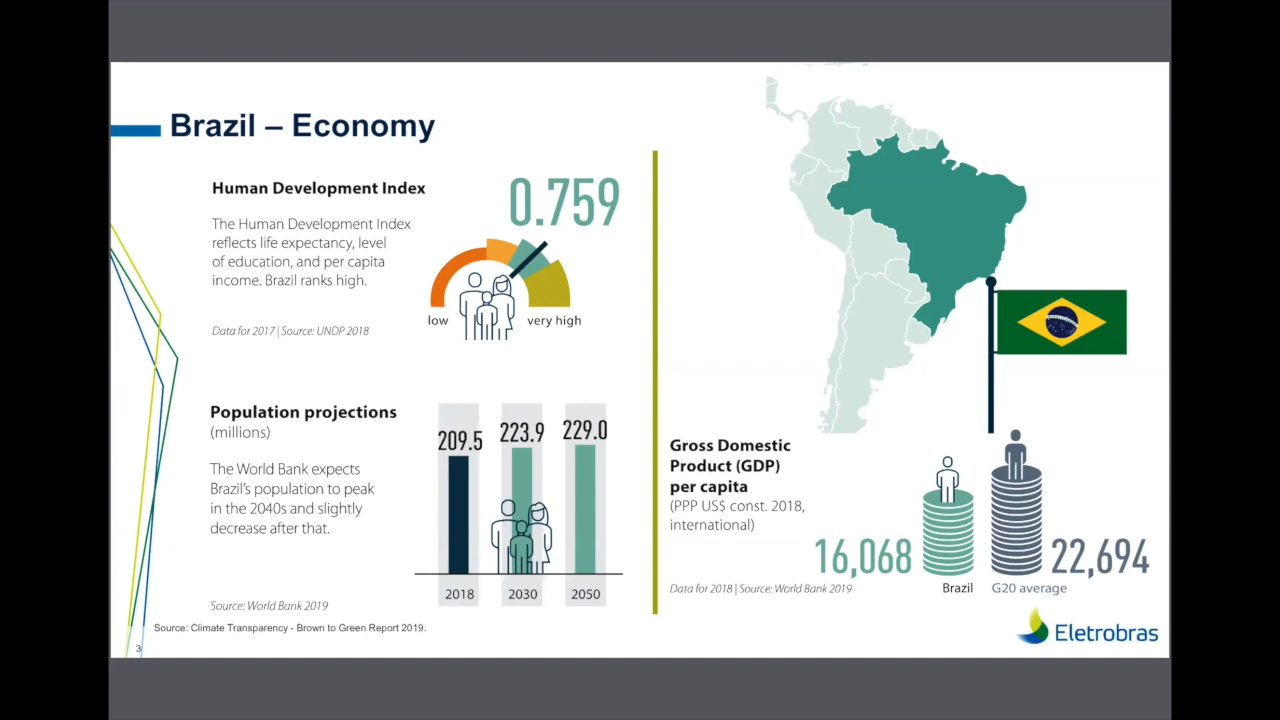 Brazil – Economy
Human Development Index
0.759
The Human Development Index
reflects life expectancy, level
of education, and per capita
income. Brazil ranks high.
low
very high
Data for 2017 | Source: UNDP 2018
Population projections
(millions)
The World Bank expects
Brazil's population to peak
in the 2040s and slightly
decrease after that.
209.5
223.9
229.0
2018
2030
2050
Source: World Bank 2019
Gross Domestic
Product (GDP)
per capita
(PPP US$ const. 2018,
international)
16,068
22,694
Brazil
G20 average
Data for 2018 | Source: World Bank 2019
Source: Climate Transparency - Brown to Green Report 2019.
3
Eletrobras